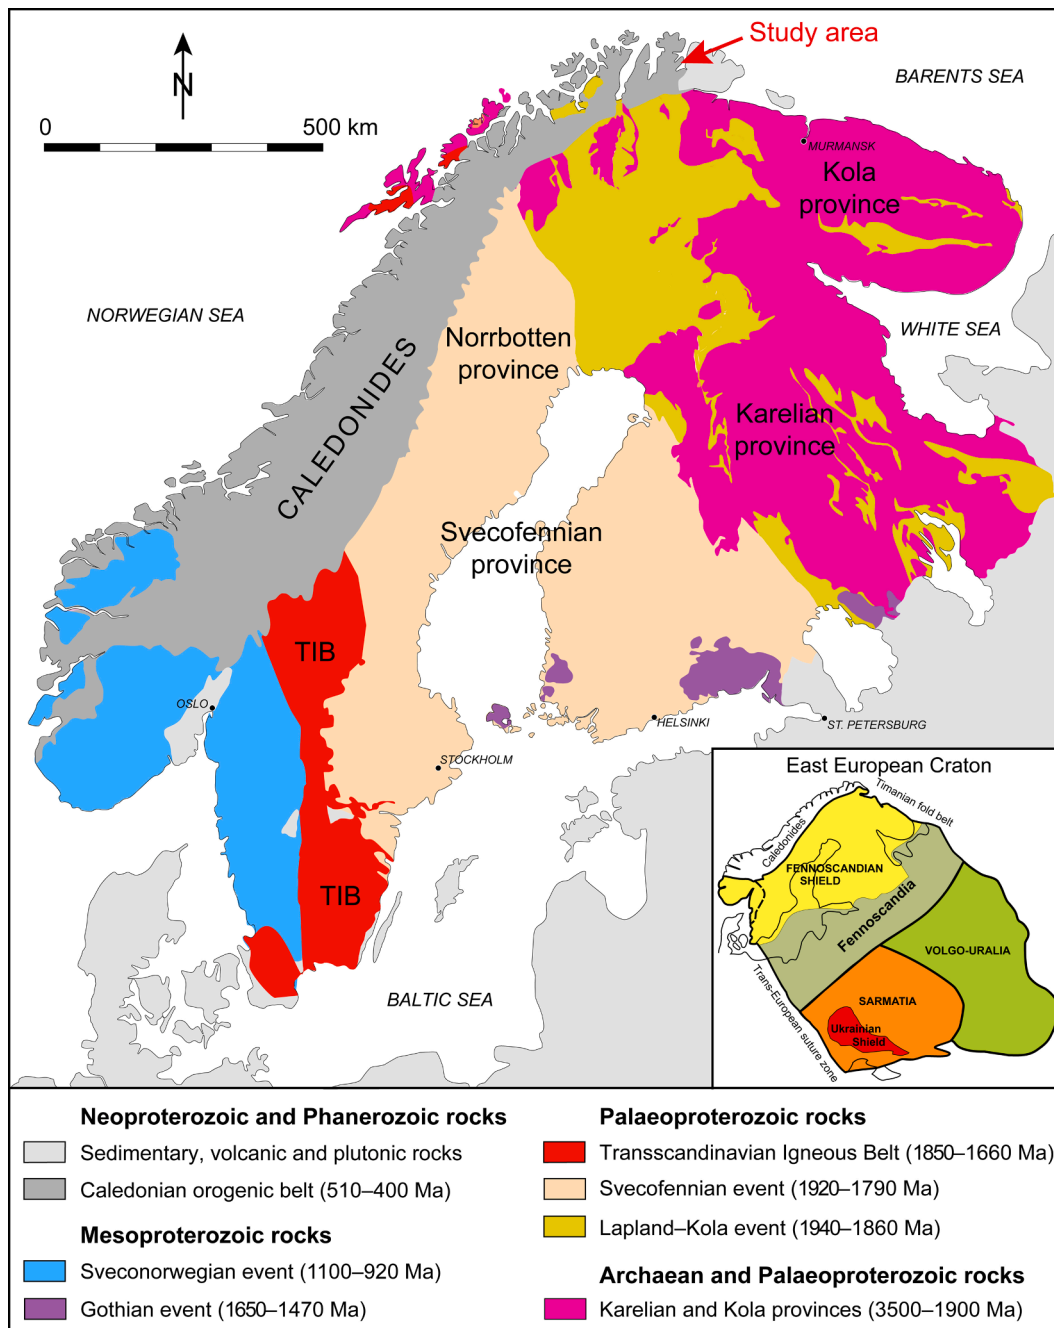 Study area
N
BARENTS SEA
0 500 km
MURMANSK
Kola
province
NORWEGIAN SEA
WHITE SEA
Norrbotten
province
CALEDONIDES
Karelian
province
Svecofennian
province
TIB
OSLO
HELSINKI
ST. PETERSBURG
STOCKHOLM
TIB
BALTIC SEA
East European Craton
Timanian fold belt
Caledonides
FENNOSCANDIAN
SHIELD
Fennoscandia
VOLGO-URALIA
SARMATIA
Ukrainian
Shield
Trans-European suture zone
Neoproterozoic and Phanerozoic rocks
Sedimentary, volcanic and plutonic rocks
Caledonian orogenic belt (510–400 Ma)
Mesoproterozoic rocks
Sveconorwegian event (1100–920 Ma)
Gothian event (1650–1470 Ma)
Palaeoproterozoic rocks
Transscandinavian Igneous Belt (1850–1660 Ma)
Svecofennian event (1920–1790 Ma)
Lapland–Kola event (1940–1860 Ma)
Archaean and Palaeoproterozoic rocks
Karelian and Kola provinces (3500–1900 Ma)